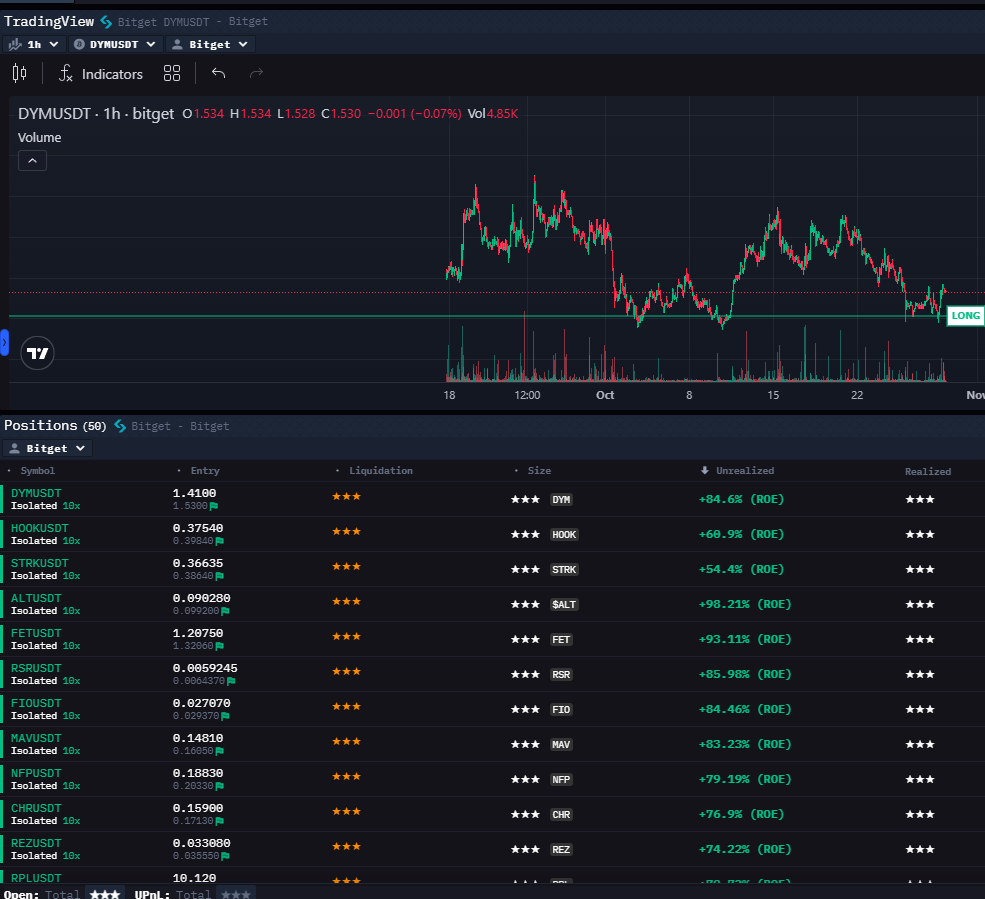 TradingView Bitget DYMUSDT - Bitget
1h DYMUSDT Bitget
Indicators
DYMUSDT · 1h · bitget O1.534 H1.534 L1.528 C1.530 −0.001 (−0.07%) Vol4.85K
Volume
LONG
18 12:00 Oct 8 15 22 Nov
Positions (50) Bitget - Bitget
Bitget
Symbol Entry Liquidation Size Unrealized Realized
DYMUSDT 1.4100 ★★★ ★★★ DYM +84.6% (ROE) ★★★
Isolated 10x 1.5300
HOOKUSDT 0.37540 ★★★ ★★★ HOOK +60.9% (ROE) ★★★
Isolated 10x 0.39840
STRKUSDT 0.36635 ★★★ ★★★ STRK +54.4% (ROE) ★★★
Isolated 10x 0.38640
ALTUSDT 0.090280 ★★★ ★★★ $ALT +98.21% (ROE) ★★★
Isolated 10x 0.099200
FETUSDT 1.20750 ★★★ ★★★ FET +93.11% (ROE) ★★★
Isolated 10x 1.32060
RSRUSDT 0.0059245 ★★★ ★★★ RSR +85.98% (ROE) ★★★
Isolated 10x 0.0064370
FIOUSDT 0.027070 ★★★ ★★★ FIO +84.46% (ROE) ★★★
Isolated 10x 0.029370
MAVUSDT 0.14810 ★★★ ★★★ MAV +83.23% (ROE) ★★★
Isolated 10x 0.16050
NFPUSDT 0.18830 ★★★ ★★★ NFP +79.19% (ROE) ★★★
Isolated 10x 0.20330
CHRUSDT 0.15900 ★★★ ★★★ CHR +76.9% (ROE) ★★★
Isolated 10x 0.17130
REZUSDT 0.033080 ★★★ ★★★ REZ +74.22% (ROE) ★★★
Isolated 10x 0.035550
RPLUSDT 10.120 ★★★
Open: Total ★★★ UPnL: Total ★★★